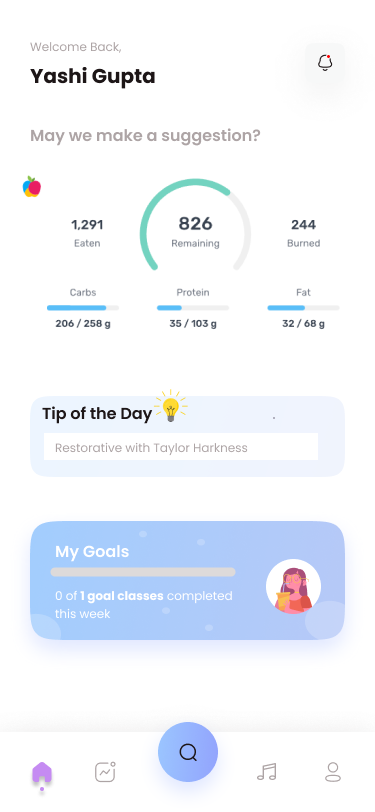 Welcome Back,
Yashi Gupta
May we make a suggestion?
1,291
Eaten
826
Remaining
244
Burned
Carbs
206 / 258 g
Protein
35 / 103 g
Fat
32 / 68 g
Tip of the Day
Restorative with Taylor Harkness
My Goals
0 of 1 goal classes completed
this week